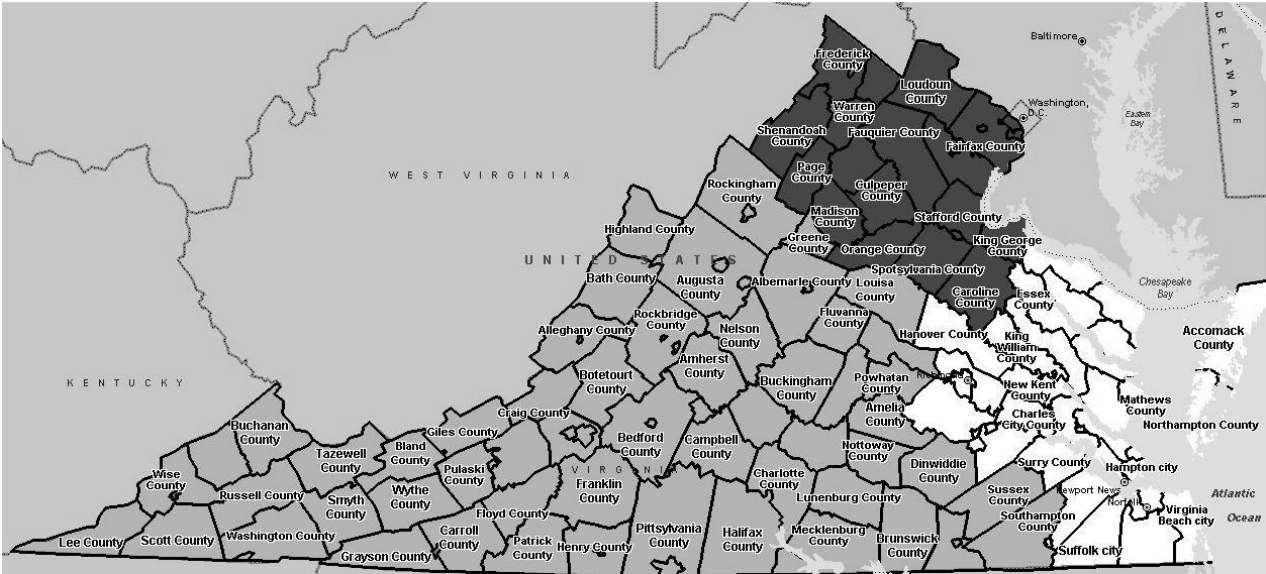 Baltimore
DELAWARE
Frederick
County
Loudoun
County
Washington,
D.C.
Eastern
Bay
Warren
County
Shenandoah
County
Fauquier County
Fairfax County
WEST VIRGINIA
Page
County
Rockingham
County
Culpeper
County
Madison
County
Stafford County
Highland County
Greene
County
Orange County
King George
County
UNITED STATES
Spotsylvania County
Bath County
Augusta
County
Albermarle County
Louisa
County
Caroline
County
Essex
County
Chesapeake
Bay
Rockbridge
County
Fluvanna
County
Alleghany County
Nelson
County
Hanover County
King
William
County
Accomack
County
Amherst
County
KENTUCKY
Botetourt
County
Buckingham
County
Powhatan
County
New Kent
County
Mathews
County
Craig County
Amelia
County
Charles
City County
Northampton County
Buchanan
County
Giles County
Bland
County
Bedford
County
Campbell
County
Nottoway
County
Tazewell
County
Pulaski
County
VIRGINIA
Dinwiddie
County
Surry County
Hampton city
Wise
County
Franklin
County
Charlotte
County
Russell County
Smyth
County
Wythe
County
Lunenburg County
Sussex
County
Newport News
Norfolk
Atlantic
Ocean
Floyd County
Southampton
County
Virginia
Beach city
Lee County
Scott County
Washington County
Carroll
County
Patrick
County
Henry County
Pittsylvania
County
Halifax
County
Mecklenburg County
Brunswick
County
Suffolk city
Grayson County